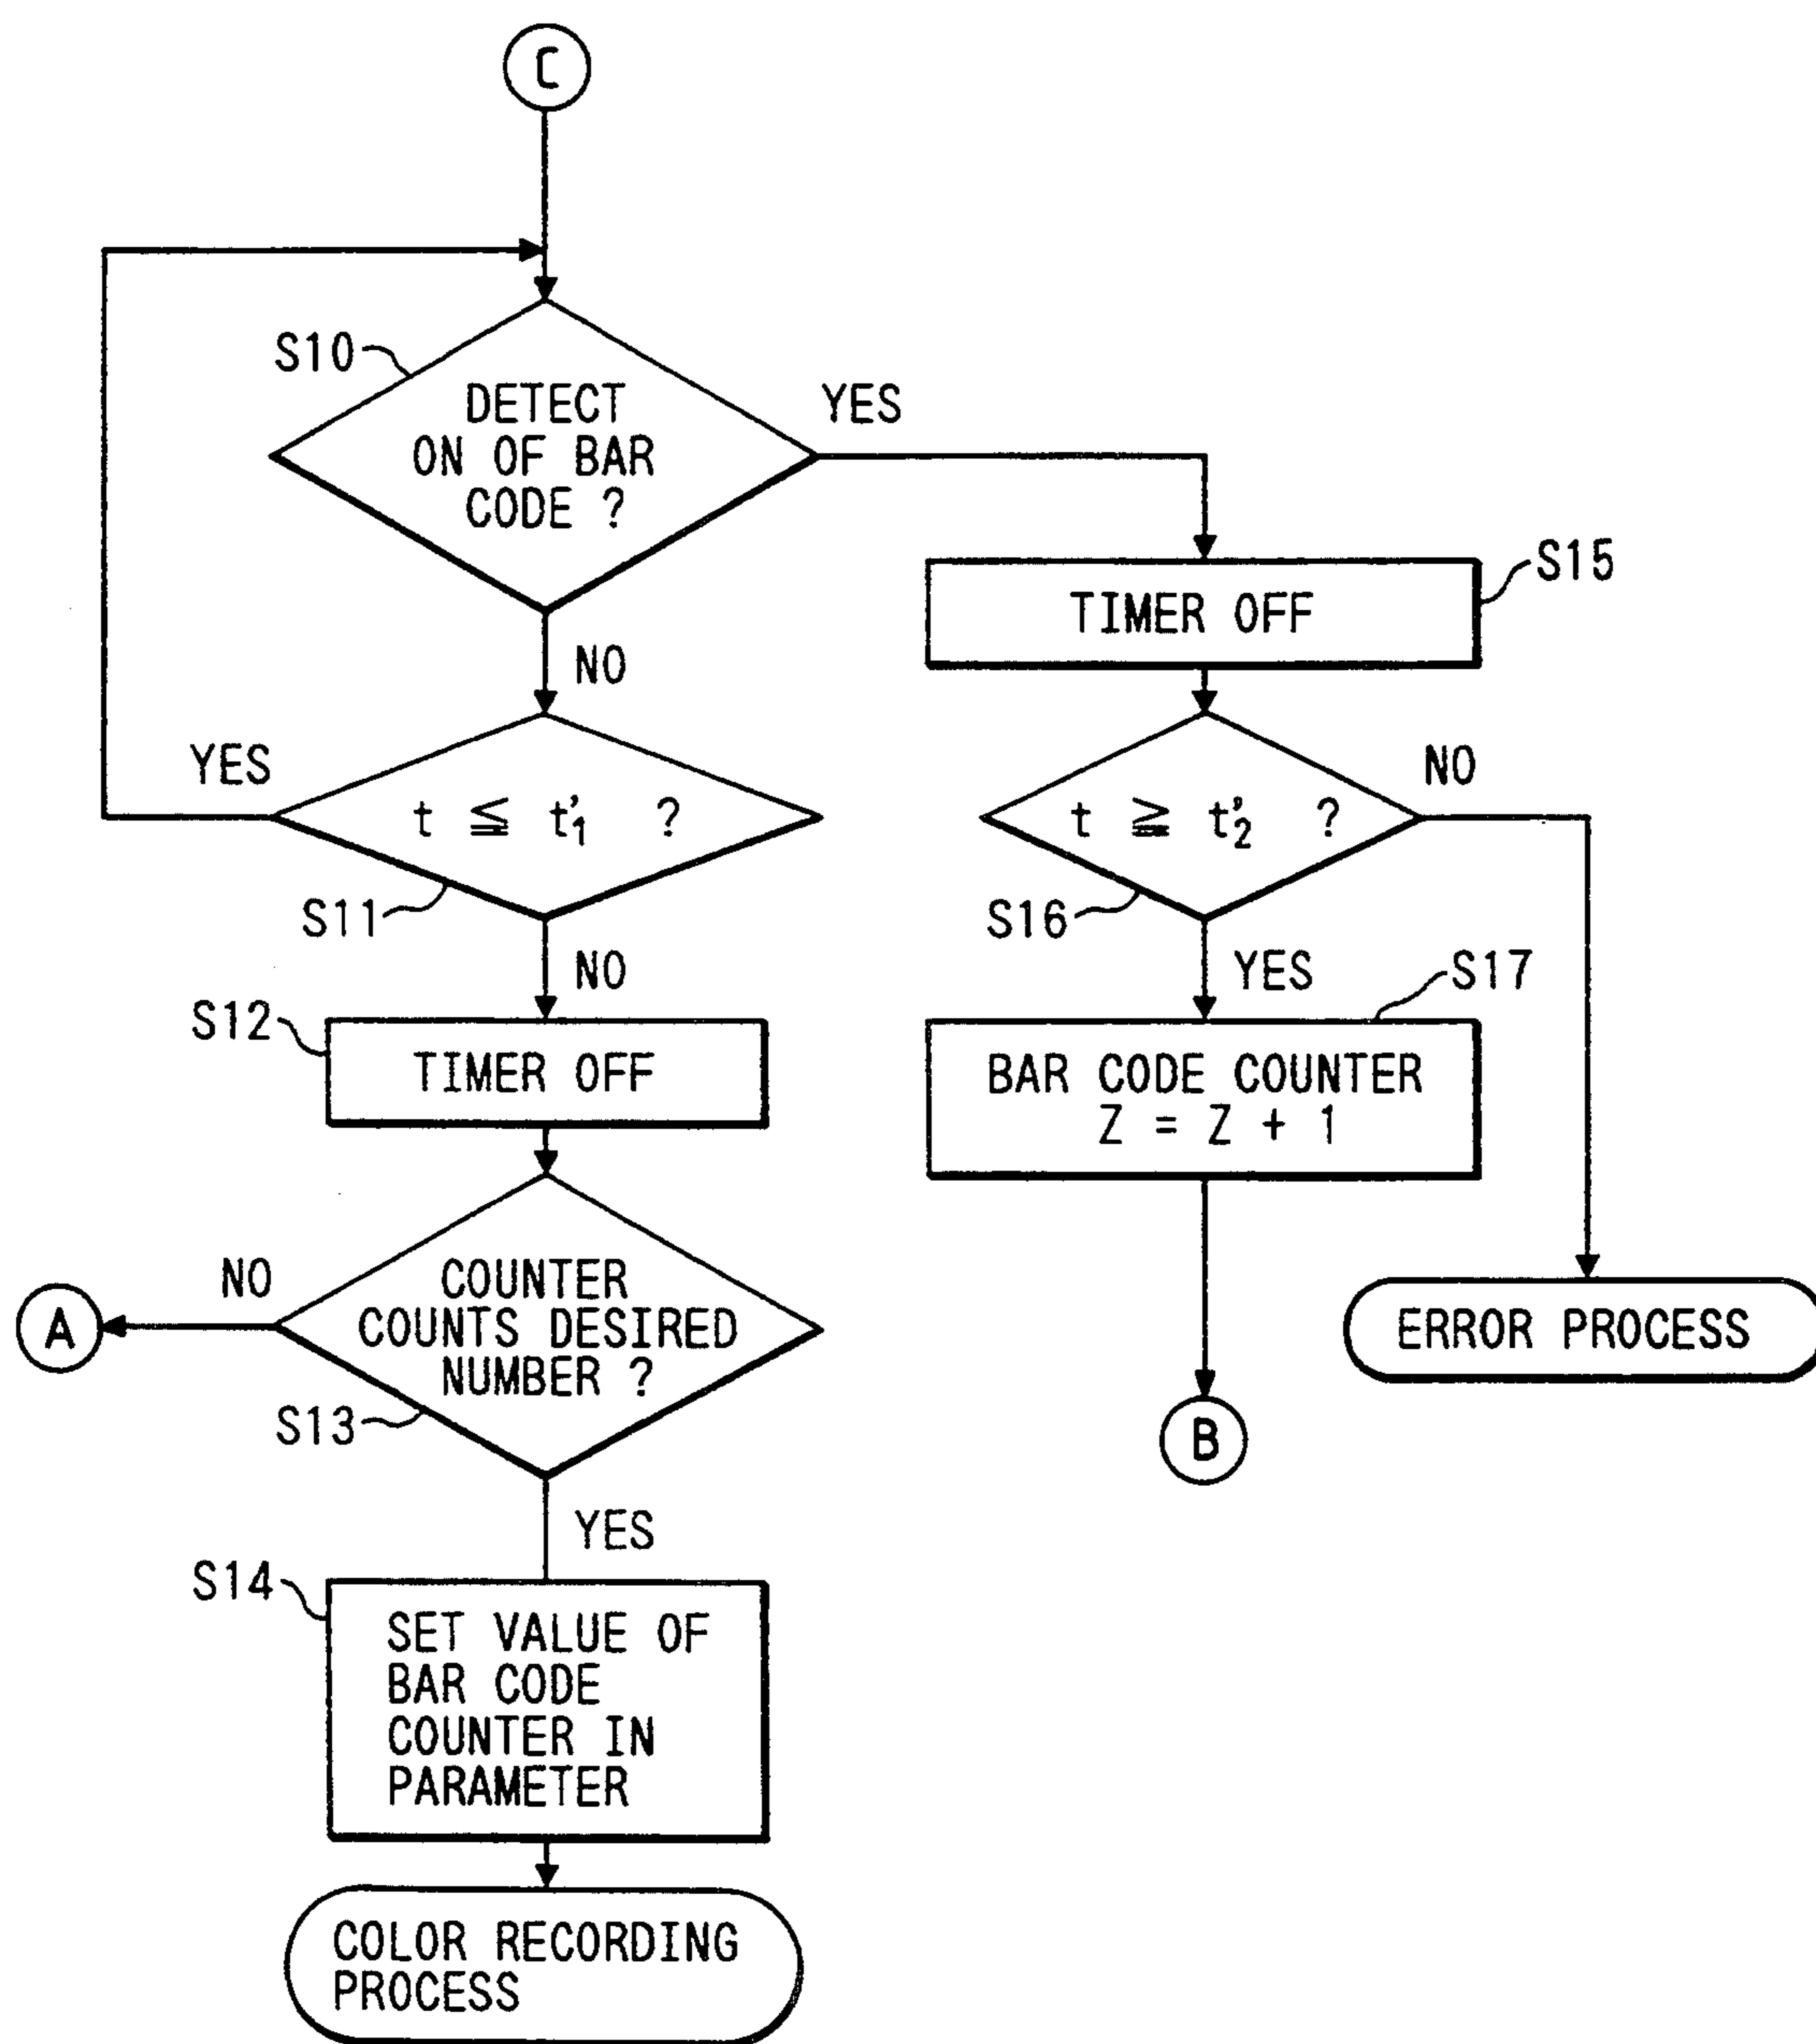 C
S10
DETECT
ON OF BAR
CODE ?
YES
NO
S15
TIMER OFF
YES
t ≦ t'1 ?
S11
NO
t ≧ t'2 ?
NO
S16
YES
S17
S12
TIMER OFF
BAR CODE COUNTER
Z = Z + 1
NO
A
COUNTER
COUNTS DESIRED
NUMBER ?
S13
ERROR PROCESS
B
YES
S14
SET VALUE OF
BAR CODE
COUNTER IN
PARAMETER
COLOR RECORDING
PROCESS